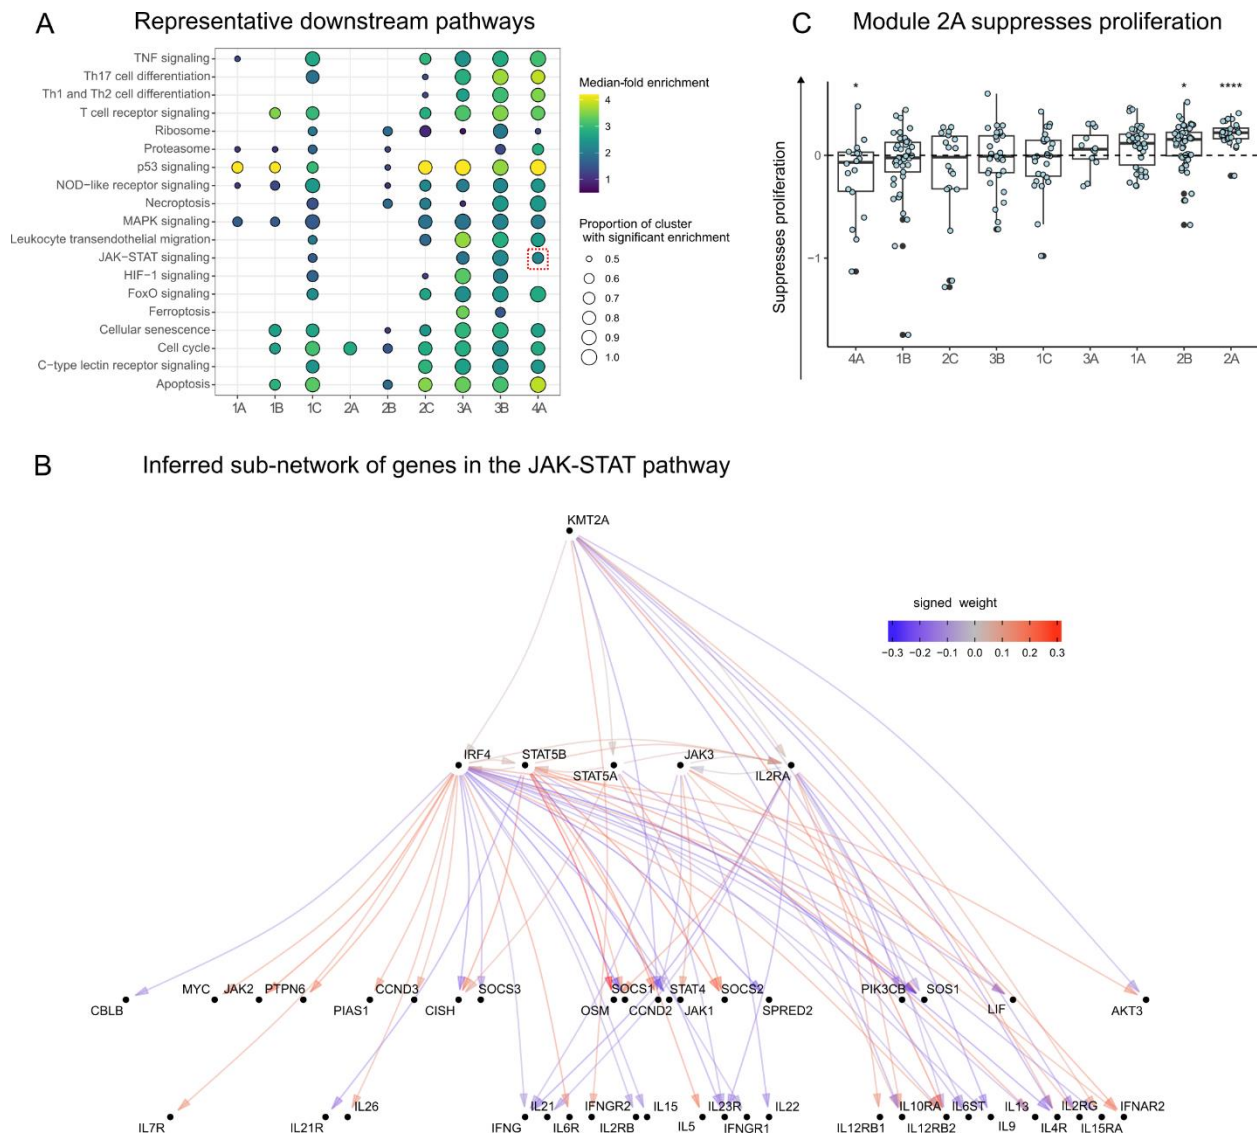 A
Representative downstream pathways
TNF signaling
Th17 cell differentiation
Th1 and Th2 cell differentiation
T cell receptor signaling
Ribosome
Proteasome
p53 signaling
NOD−like receptor signaling
Necroptosis
MAPK signaling
Leukocyte transendothelial migration
JAK−STAT signaling
HIF−1 signaling
FoxO signaling
Ferroptosis
Cellular senescence
Cell cycle
C−type lectin receptor signaling
Apoptosis
1A 1B 1C 2A 2B 2C 3A 3B 4A
Median−fold enrichment
4
3
2
1
Proportion of cluster
with significant enrichment
0.5
0.6
0.7
0.8
0.9
1.0
C
Module 2A suppresses proliferation
* * ****
Suppresses proliferation
0
−1
4A 1B 2C 3B 1C 3A 1A 2B 2A
B
Inferred sub-network of genes in the JAK-STAT pathway
KMT2A
signed weight
−0.3 −0.2 −0.1 0.0 0.1 0.2 0.3
IRF4 STAT5B JAK3
STAT5A IL2RA
MYC JAK2 PTPN6 CCND3 SOCS3 SOCS1 STAT4 SOCS2 PIK3CB SOS1
CBLB PIAS1 CISH OSM CCND2 JAK1 SPRED2 LIF AKT3
IL26 IL21 IFNGR2 IL15 IL23R IL22 IL10RA IL6ST IL13 IL2RG IFNAR2
IL7R IL21R IFNG IL6R IL2RB IL5 IFNGR1 IL12RB1 IL12RB2 IL9 IL4R IL15RA